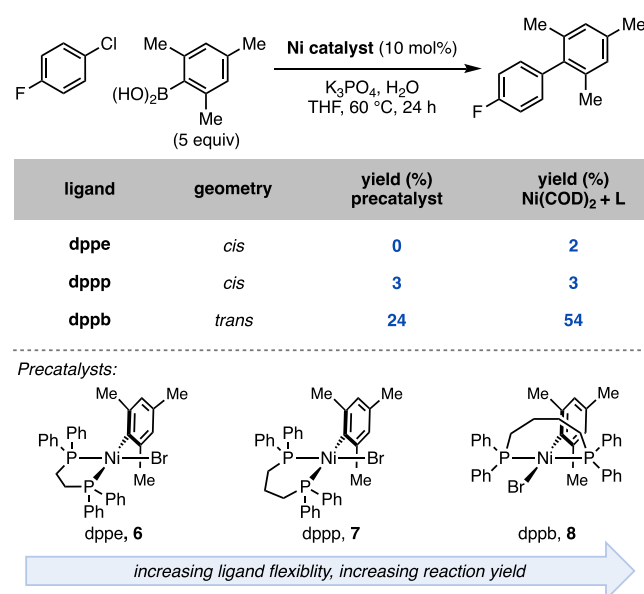 Cl
F
Me
Me
(HO)2B
Me
(5 equiv)
Ni catalyst (10 mol%)
K3PO4, H2O
THF, 60 °C, 24 h
Me
Me
Me
F
ligand geometry yield (%) precatalyst yield (%) Ni(COD)2 + L
dppe cis 0 2
dppp cis 3 3
dppb trans 24 54
Precatalysts:
Me Me
Ph Ph
P Ni Br
P Me
Ph
Ph
dppe, 6
Me Me
Ph Ph
P Ni Br
P Me
Ph
Ph
dppp, 7
Me Me
Ph Ph
P Ni P
Ph Ph
Br Me
dppb, 8
increasing ligand flexiblity, increasing reaction yield